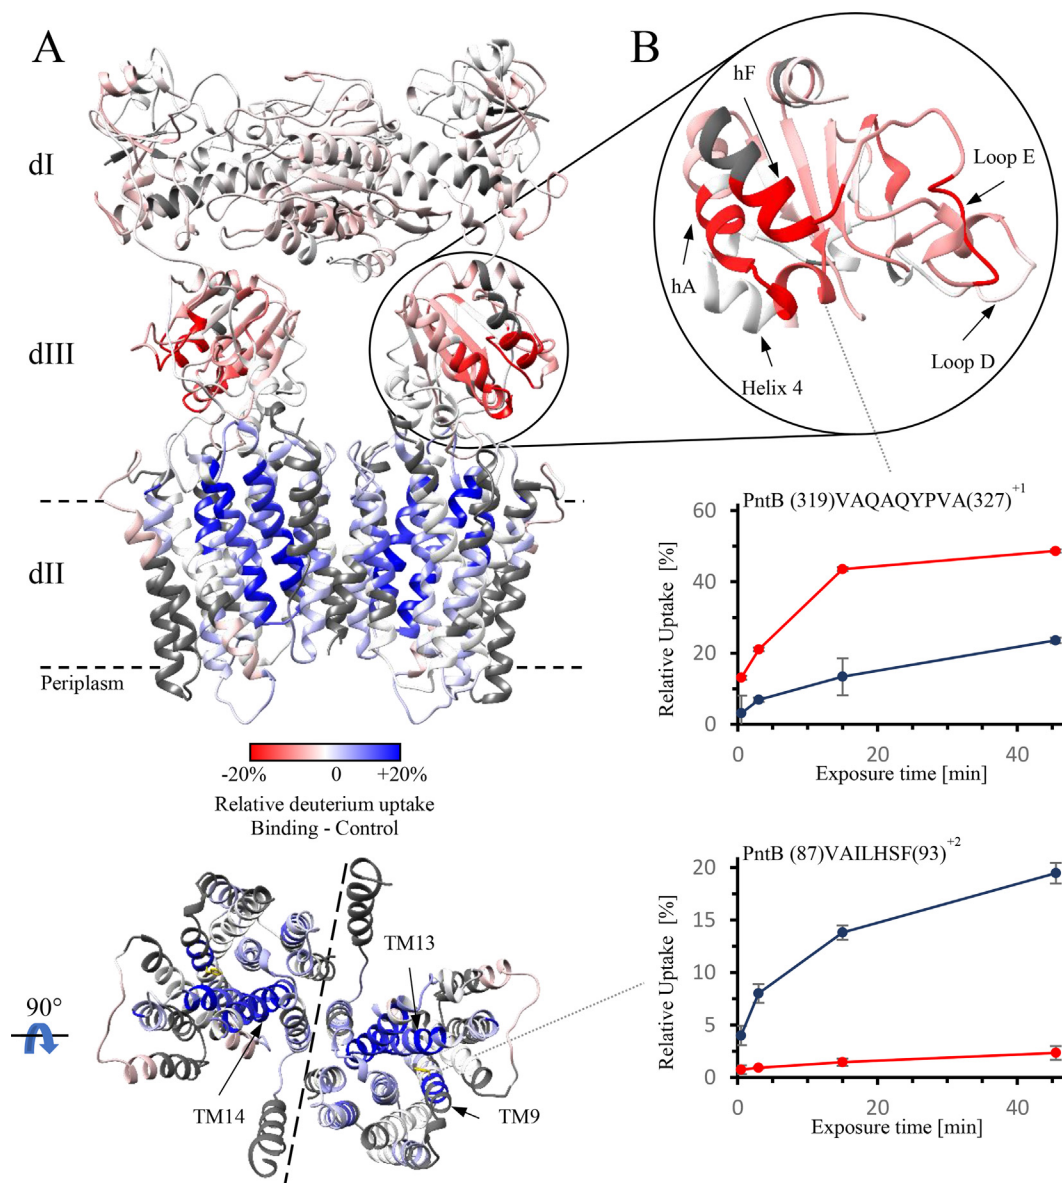 A
B
dI
dIII
dII
Periplasm
-20%
0
+20%
Relative deuterium uptake
Binding - Control
90°
TM13
TM14
TM9
hF
Loop E
hA
Helix 4
Loop D
PntB (319)VAQAQYPVA(327)+1
60
40
20
0
Relative Uptake [%]
0
20
40
Exposure time [min]
PntB (87)VAILHSF(93)+2
20
15
10
5
0
Relative Uptake [%]
0
20
40
Exposure time [min]